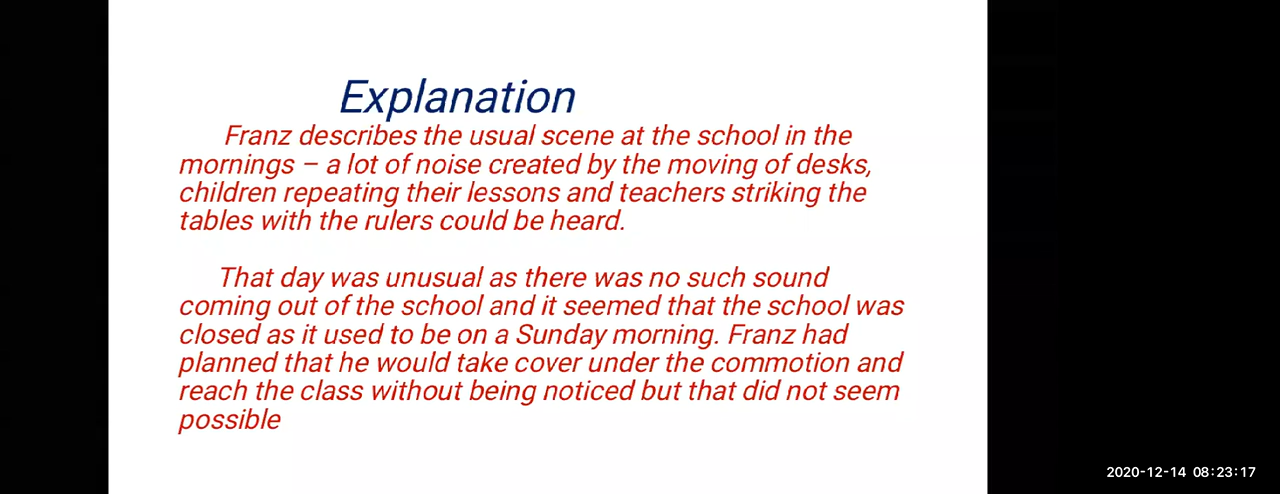 Explanation
Franz describes the usual scene at the school in the
mornings – a lot of noise created by the moving of desks,
children repeating their lessons and teachers striking the
tables with the rulers could be heard.
That day was unusual as there was no such sound
coming out of the school and it seemed that the school was
closed as it used to be on a Sunday morning. Franz had
planned that he would take cover under the commotion and
reach the class without being noticed but that did not seem
possible
2020-12-14 08:23:17